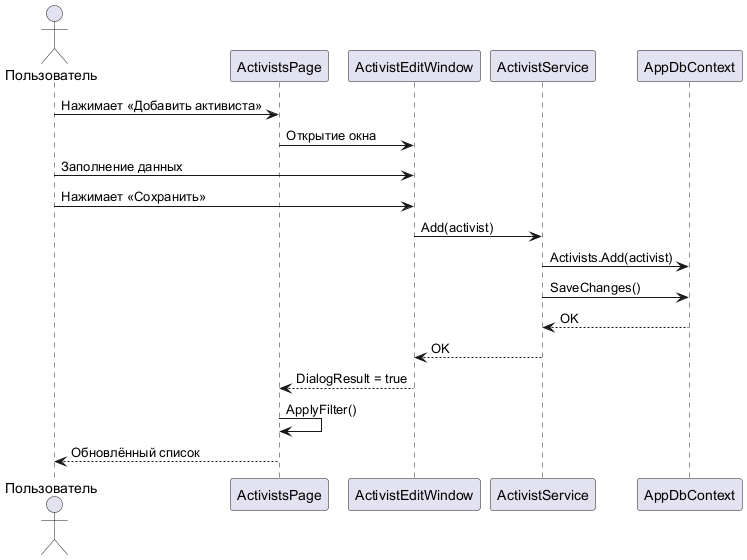 Пользователь
ActivistsPage
ActivistEditWindow
ActivistService
AppDbContext
Нажимает «Добавить активиста»
Открытие окна
Заполнение данных
Нажимает «Сохранить»
Add(activist)
Activists.Add(activist)
SaveChanges()
OK
OK
DialogResult = true
ApplyFilter()
Обновлённый список
Пользователь
ActivistsPage
ActivistEditWindow
ActivistService
AppDbContext